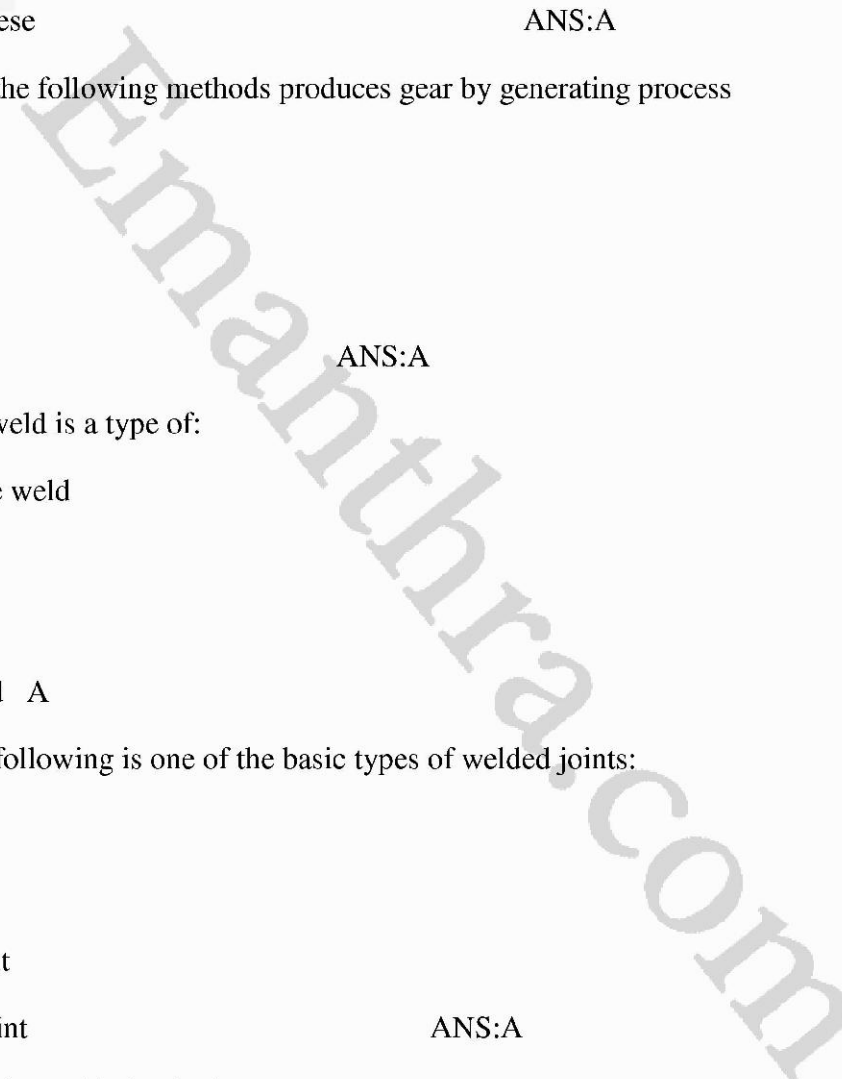 ese ANS:A
he following methods produces gear by generating process
ANS:A
weld is a type of:
e weld
A
following is one of the basic types of welded joints:
t
int ANS:A
Emanthra.com